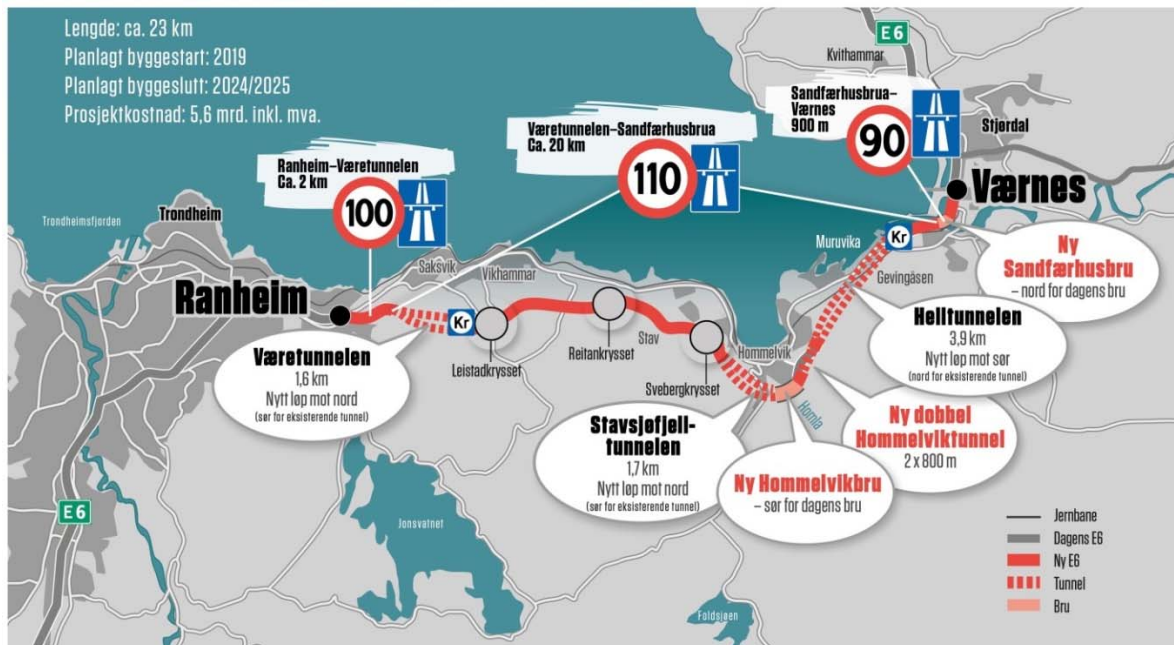 Lengde: ca. 23 km
Planlagt byggestart: 2019
Planlagt byggeslutt: 2024/2025
Prosjektkostnad: 5,6 mrd. inkl. mva.
E6
Kvithammar
Sandfærhusbrua–
Værnes
900 m
90
Stjørdal
Værnes
Væretunnelen–Sandfærhusbrua
Ca. 20 km
110
Ranheim–Væretunnelen
Ca. 2 km
100
Trondheimsfjorden
Trondheim
Saksvik
Vikhammar
Muruvika
Kr
Gevingåsen
Ny
Sandfærhusbru
– nord for dagens bru
Ranheim
Kr
Leistadkrysset
Reitankrysset
Stav
Svebergkrysset
Hommelvik
Homla
Væretunnelen
1,6 km
Nytt løp mot nord
(sør for eksisterende tunnel)
Helltunnelen
3,9 km
Nytt løp mot sør
(nord for eksisterende tunnel)
Stavsjøfjell-
tunnelen
1,7 km
Nytt løp mot nord
(sør for eksisterende tunnel)
Ny Hommelvikbru
– sør for dagens bru
Ny dobbel
Hommelviktunnel
2 x 800 m
E6
Jonsvatnet
Foldsjøen
Jernbane
Dagens E6
Ny E6
Tunnel
Bru